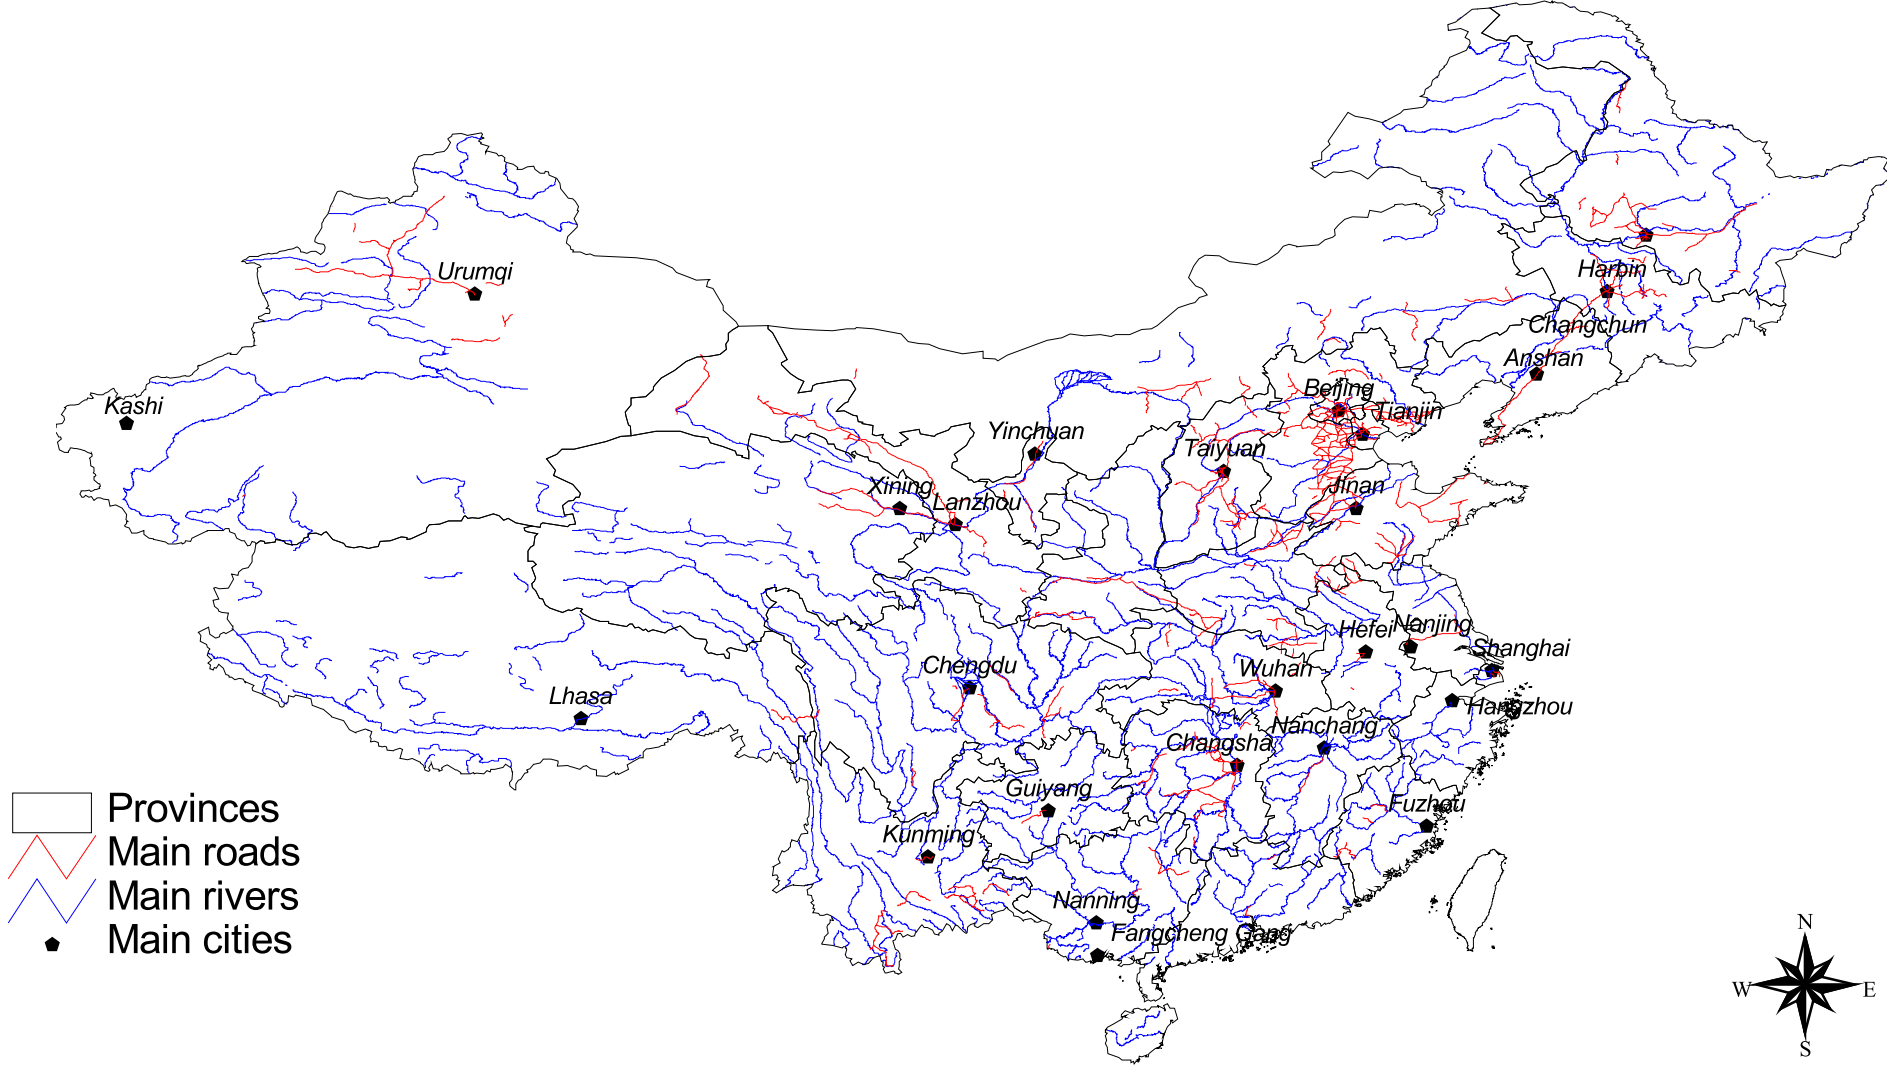 Urumqi
Harbin
Changchun
Anshan
Beijing
Tianjin
Kashi
Yinchuan
Taiyuan
Xining
Lanzhou
Jinan
Hefei
Nanjing
Shanghai
Chengdu
Wuhan
Lhasa
Hangzhou
Nanchang
Changsha
Guiyang
Fuzhou
Kunming
Nanning
Fangcheng Gang
Provinces
Main roads
Main rivers
Main cities
N
W
E
S